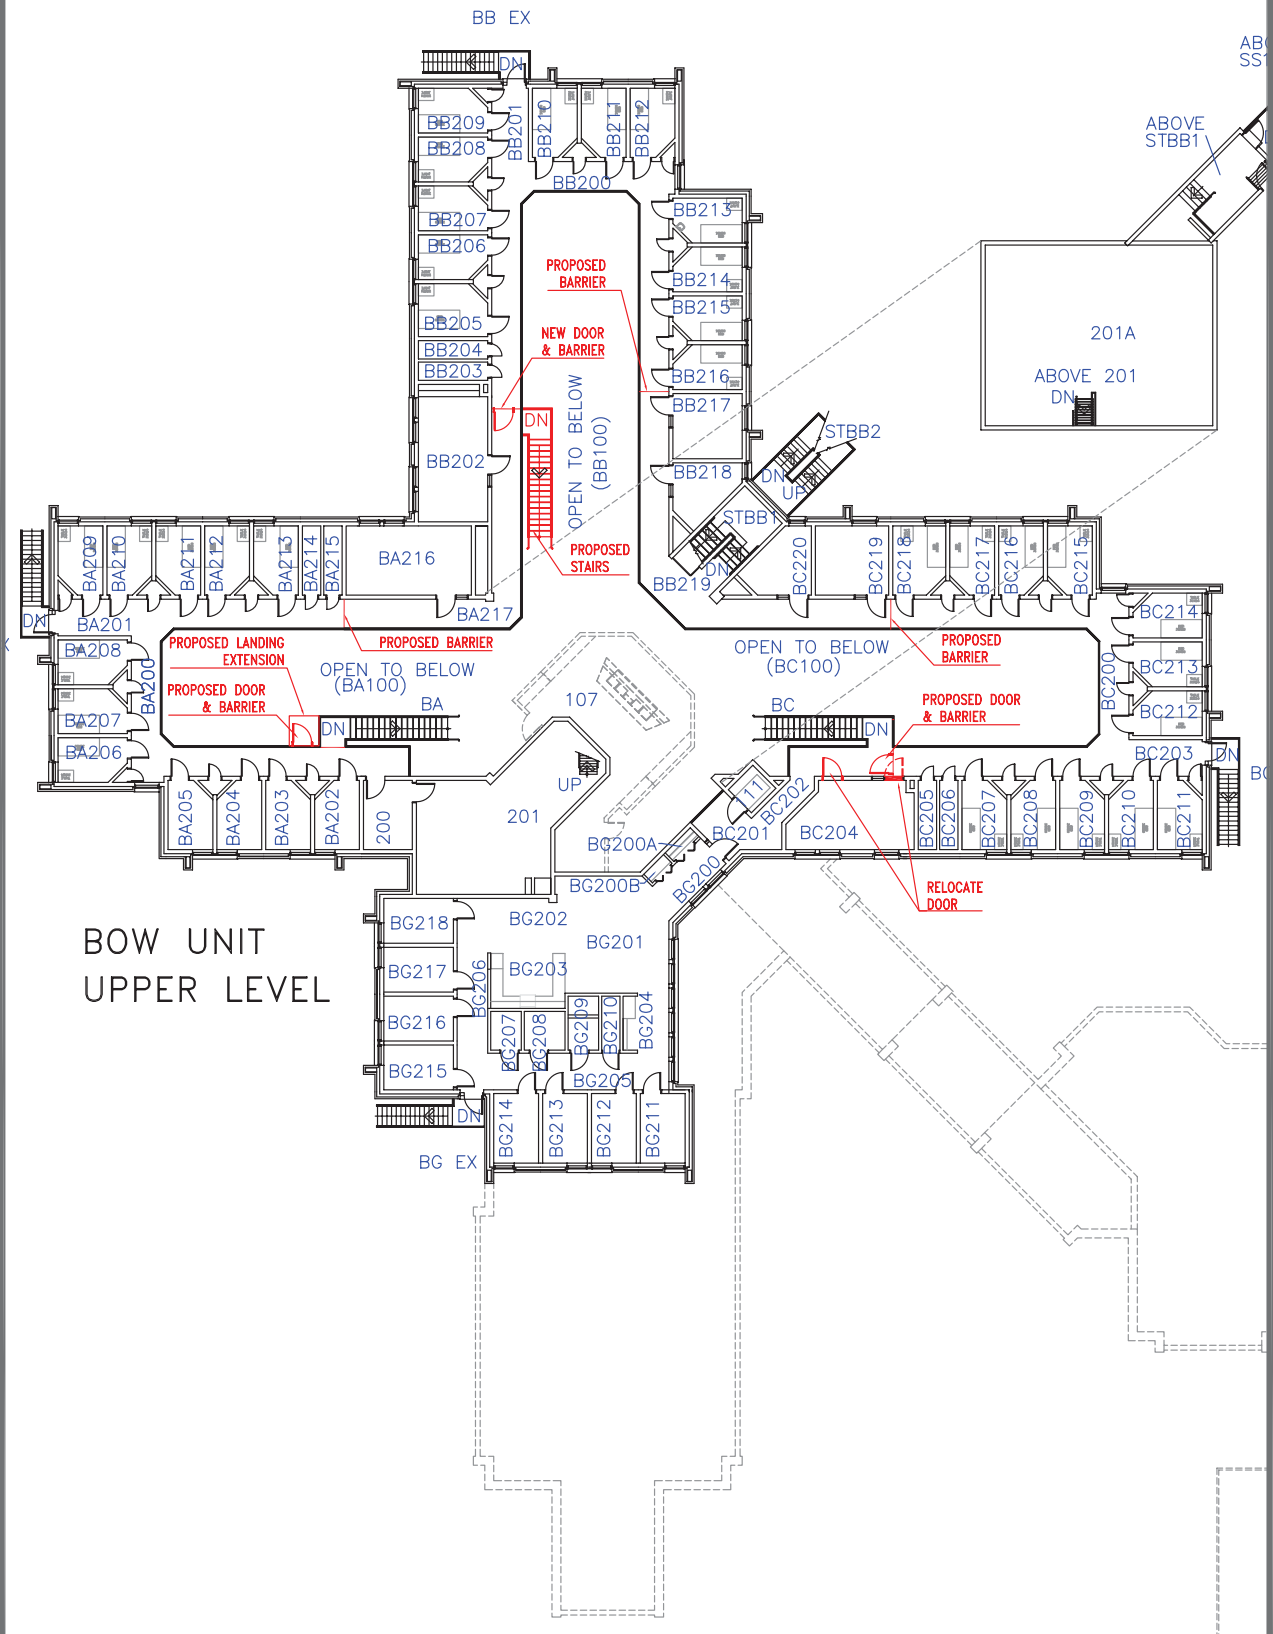 BB EX
DN
BB209
BB208
BB207
BB206
BB205
BB204
BB203
BB202
BB201
BB210
BB211
BB212
BB200
BB213
BB214
BB215
BB216
BB217
BB218
PROPOSED
BARRIER
NEW DOOR
& BARRIER
DN
OPEN TO BELOW
(BB100)
PROPOSED
STAIRS
STBB2
DN
UP
STBB1
DN
BB219
ABOVE
STBB1
201A
ABOVE 201
DN
BA209
BA210
BA211
BA212
BA213
BA214
BA215
BA216
BA217
DN
BA201
BA208
BA207
BA206
BA200
PROPOSED LANDING
EXTENSION
PROPOSED DOOR
& BARRIER
PROPOSED BARRIER
OPEN TO BELOW
(BA100)
BA
DN
BA205
BA204
BA203
BA202
200
201
107
UP
BC220
BC219
BC218
BC217
BC216
BC215
BC214
BC213
BC212
BC200
BC203
DN
OPEN TO BELOW
(BC100)
BC
DN
PROPOSED
BARRIER
PROPOSED DOOR
& BARRIER
111
BC202
BC201
BC204
BC205
BC206
BC207
BC208
BC209
BC210
BC211
RELOCATE
DOOR
BG200A
BG200B
BG200
BG218
BG217
BG216
BG215
BG202
BG201
BG203
BG206
BG207
BG208
BG209
BG210
BG204
BG205
BG214
BG213
BG212
BG211
DN
BG EX
BOW UNIT
UPPER LEVEL